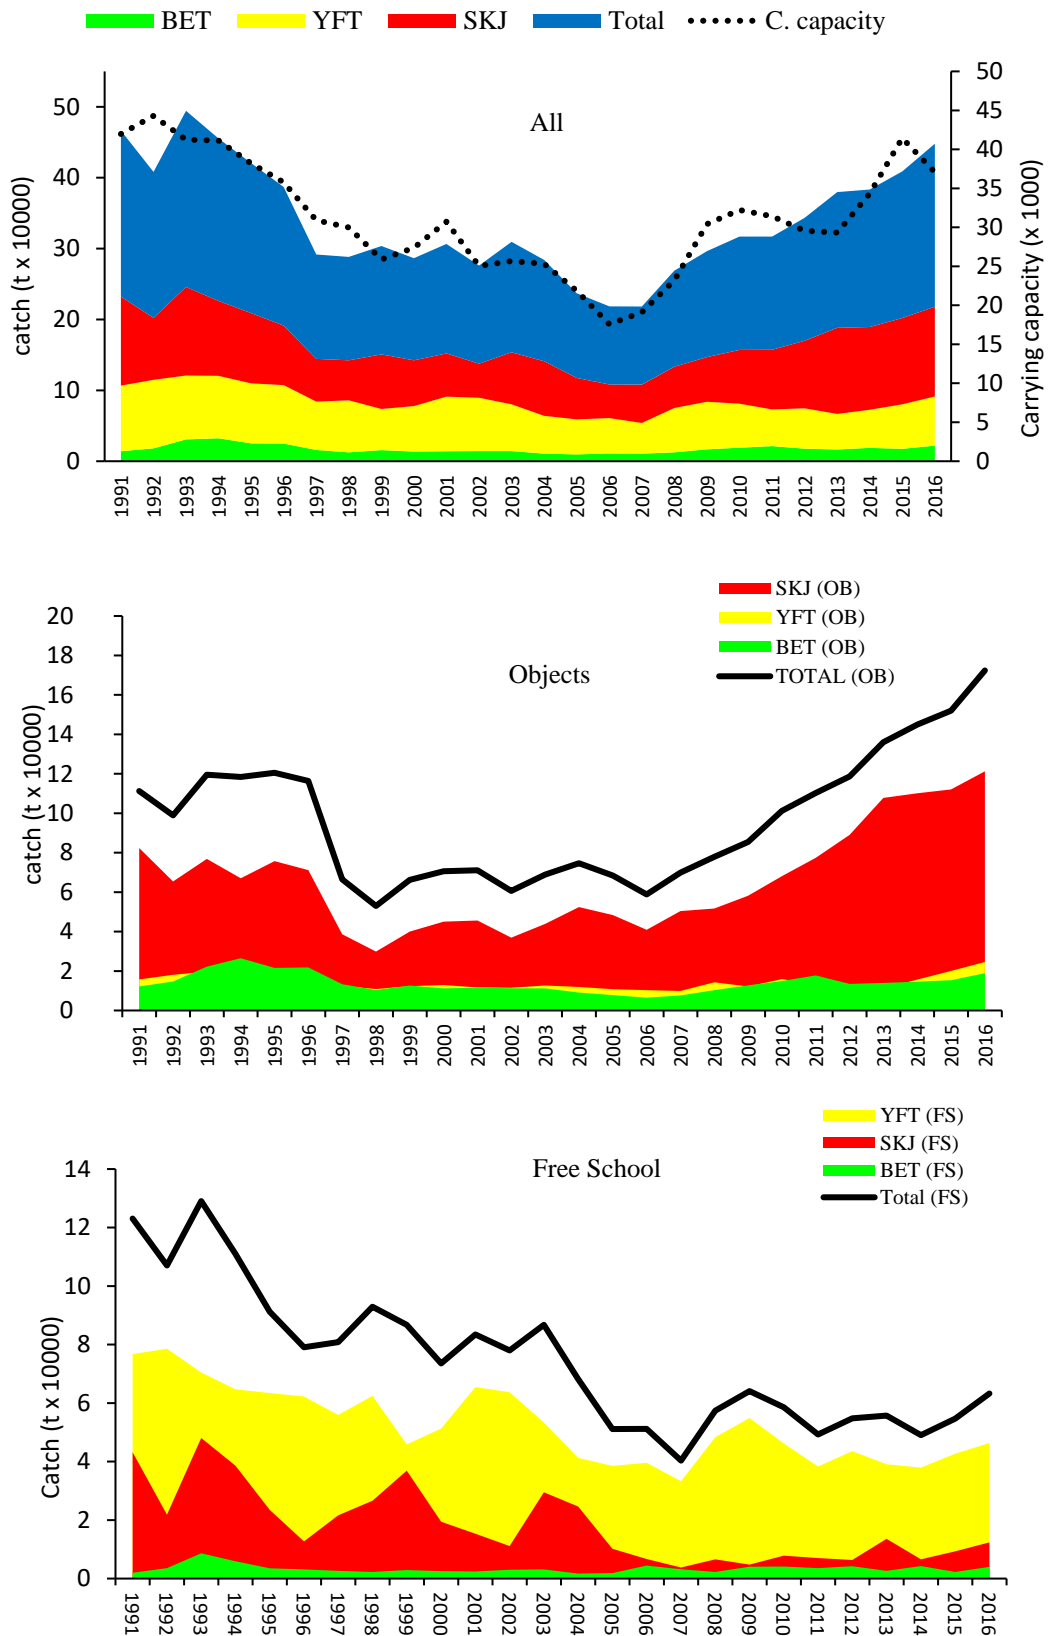 BET YFT SKJ Total C. capacity
All
catch (t x 10000)
50
40
30
20
10
0
50
45
40
35
30
25
20
15
10
5
0
Carrying capacity (x 1000)
1991 1992 1993 1994 1995 1996 1997 1998 1999 2000 2001 2002 2003 2004 2005 2006 2007 2008 2009 2010 2011 2012 2013 2014 2015 2016
SKJ (OB)
YFT (OB)
BET (OB)
TOTAL (OB)
Objects
catch (t x 10000)
20
18
16
14
12
10
8
6
4
2
0
1991 1992 1993 1994 1995 1996 1997 1998 1999 2000 2001 2002 2003 2004 2005 2006 2007 2008 2009 2010 2011 2012 2013 2014 2015 2016
YFT (FS)
SKJ (FS)
BET (FS)
Total (FS)
Free School
Catch (t x 10000)
14
12
10
8
6
4
2
0
1991 1992 1993 1994 1995 1996 1997 1998 1999 2000 2001 2002 2003 2004 2005 2006 2007 2008 2009 2010 2011 2012 2013 2014 2015 2016